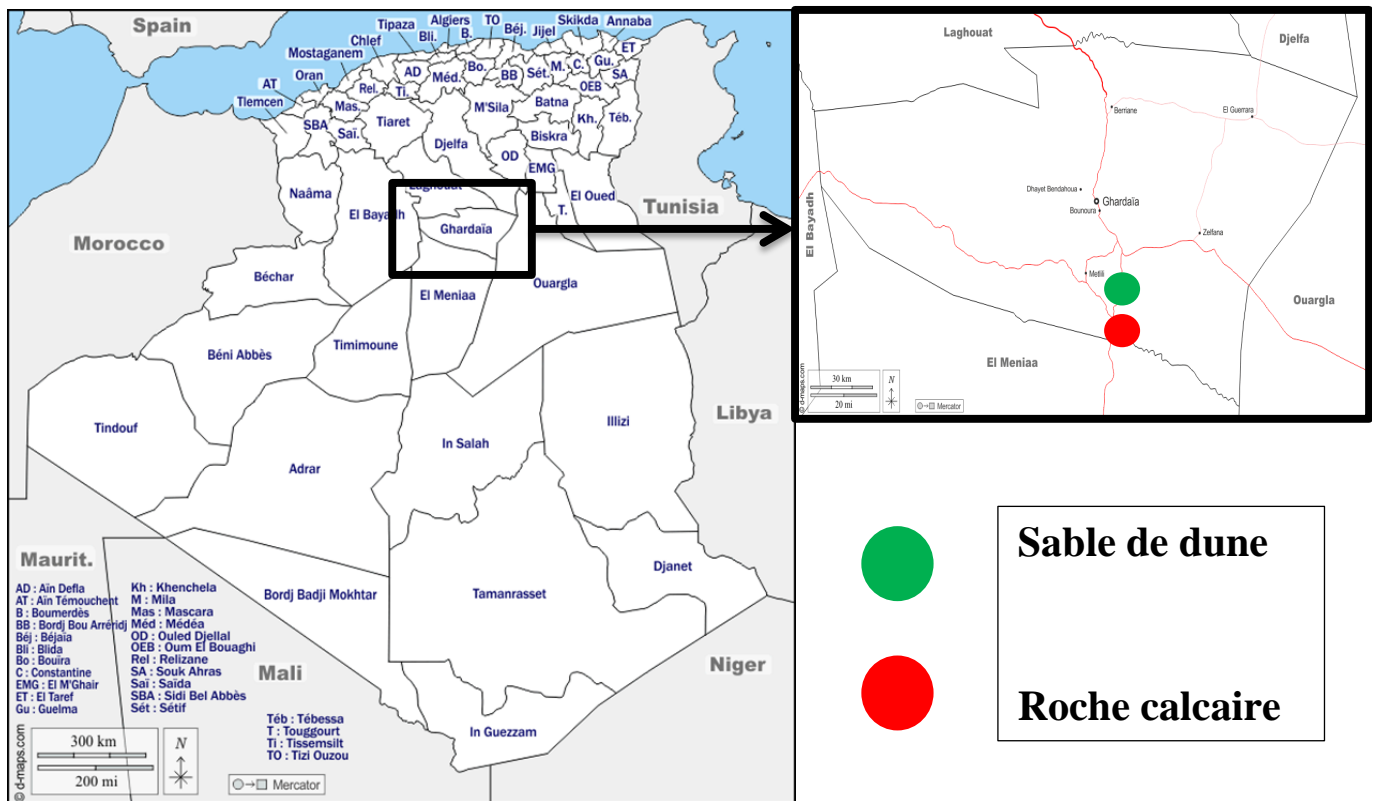 Spain
Algiers
TO
Skikda
Annaba
Tipaza
Bli.
B.
Béj.
Jijel
ET
Chlef
Mostaganem
Oran
AT
Tlemcen
AD
Méd.
Bo.
BB
Sét.
M.
C.
Gu.
SA
Rel.
Ti.
OEB
Mas.
SBA
Saï.
Tiaret
M'Sila
Batna
Kh.
Téb.
Djelfa
Biskra
OD
EMG
Naâma
Laghouat
El Bayadh
El Oued
T.
Tunisia
Ghardaïa
Morocco
Béchar
El Meniaa
Ouargla
Béni Abbès
Timimoune
Libya
Tindouf
Illizi
In Salah
Adrar
Maurit.
Djanet
Bordj Badji Mokhtar
Tamanrasset
Mali
Niger
In Guezzam
AD : Aïn Defla
AT : Aïn Témouchent
B : Boumerdès
BB : Bordj Bou Arréridj
Béj : Béjaïa
Bli : Blida
Bo : Bouira
C : Constantine
EMG : El M'Ghair
ET : El Taref
Gu : Guelma
Kh : Khenchela
M : Mila
Mas : Mascara
Méd : Médéa
OD : Ouled Djellal
OEB : Oum El Bouaghi
Rel : Relizane
SA : Souk Ahras
Saï : Saïda
SBA : Sidi Bel Abbès
Sét : Sétif
Téb : Tébessa
T : Touggourt
Ti : Tissemsilt
TO : Tizi Ouzou
© d-maps.com
300 km
200 mi
N
Mercator
Laghouat
Djelfa
Berriane
El Guerrara
Dhayet Bendahoua
Ghardaïa
Bounoura
El Bayadh
Zelfana
Metlili
Ouargla
El Meniaa
© d-maps.com
30 km
20 mi
N
Mercator
Sable de dune
Roche calcaire